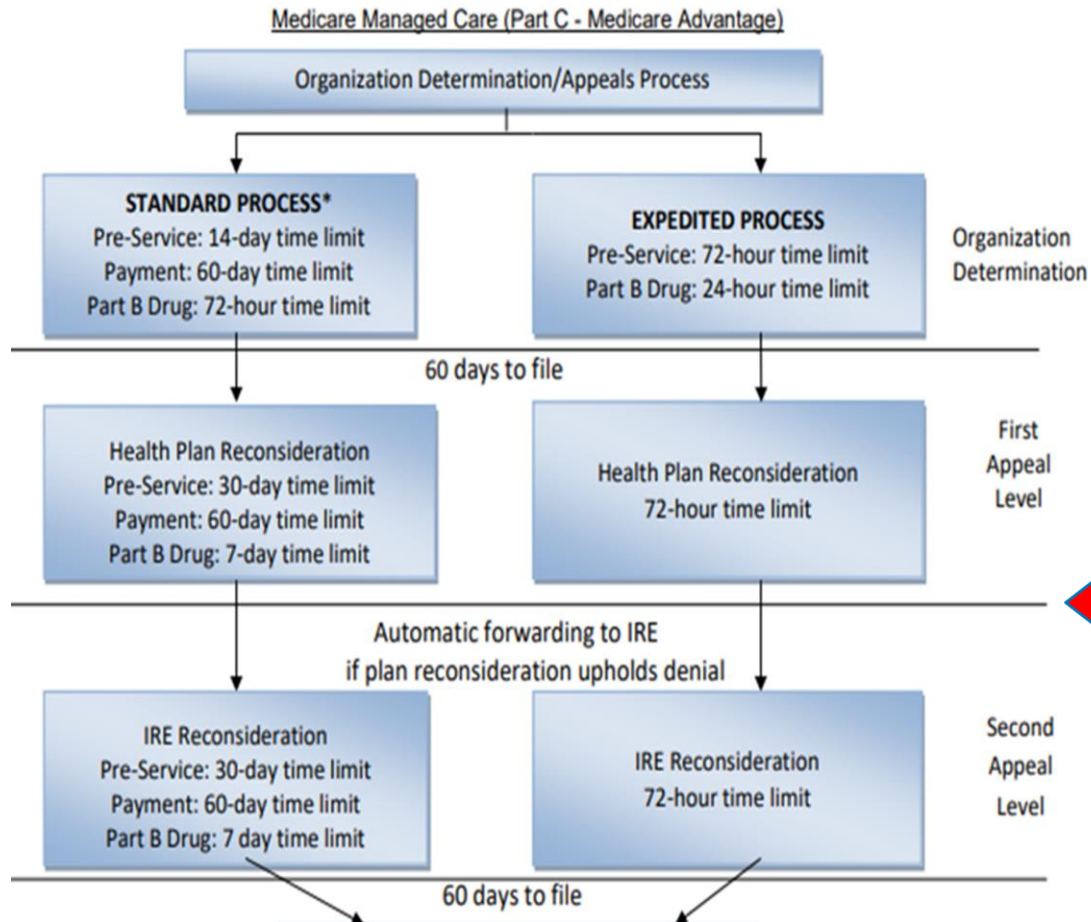 Medicare Managed Care (Part C - Medicare Advantage)
Organization Determination/Appeals Process
STANDARD PROCESS*
Pre-Service: 14-day time limit
Payment: 60-day time limit
Part B Drug: 72-hour time limit
EXPEDITED PROCESS
Pre-Service: 72-hour time limit
Part B Drug: 24-hour time limit
Organization
Determination
60 days to file
Health Plan Reconsideration
Pre-Service: 30-day time limit
Payment: 60-day time limit
Part B Drug: 7-day time limit
Health Plan Reconsideration
72-hour time limit
First
Appeal
Level
Automatic forwarding to IRE
if plan reconsideration upholds denial
IRE Reconsideration
Pre-Service: 30-day time limit
Payment: 60-day time limit
Part B Drug: 7 day time limit
IRE Reconsideration
72-hour time limit
Second
Appeal
Level
60 days to file